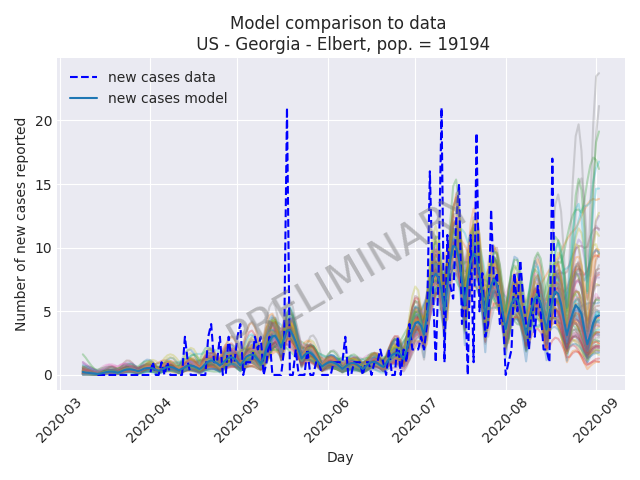 Model comparison to data
US - Georgia - Elbert, pop. = 19194
new cases data
new cases model
Number of new cases reported
20
15
10
5
0
PRELIMINARY
2020-03
2020-04
2020-05
2020-06
2020-07
2020-08
2020-09
Day